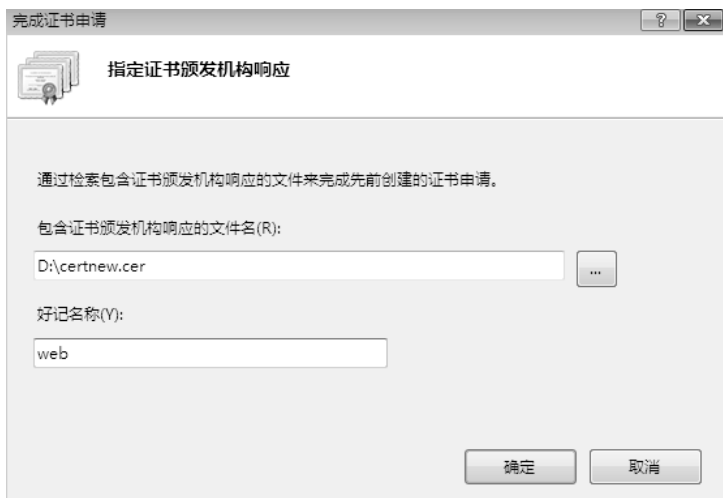 完成证书申请
指定证书颁发机构响应
通过检索包含证书颁发机构响应的文件来完成先前创建的证书申请。
包含证书颁发机构响应的文件名(R):
D:\certnew.cer
...
好记名称(Y):
web
确定
取消